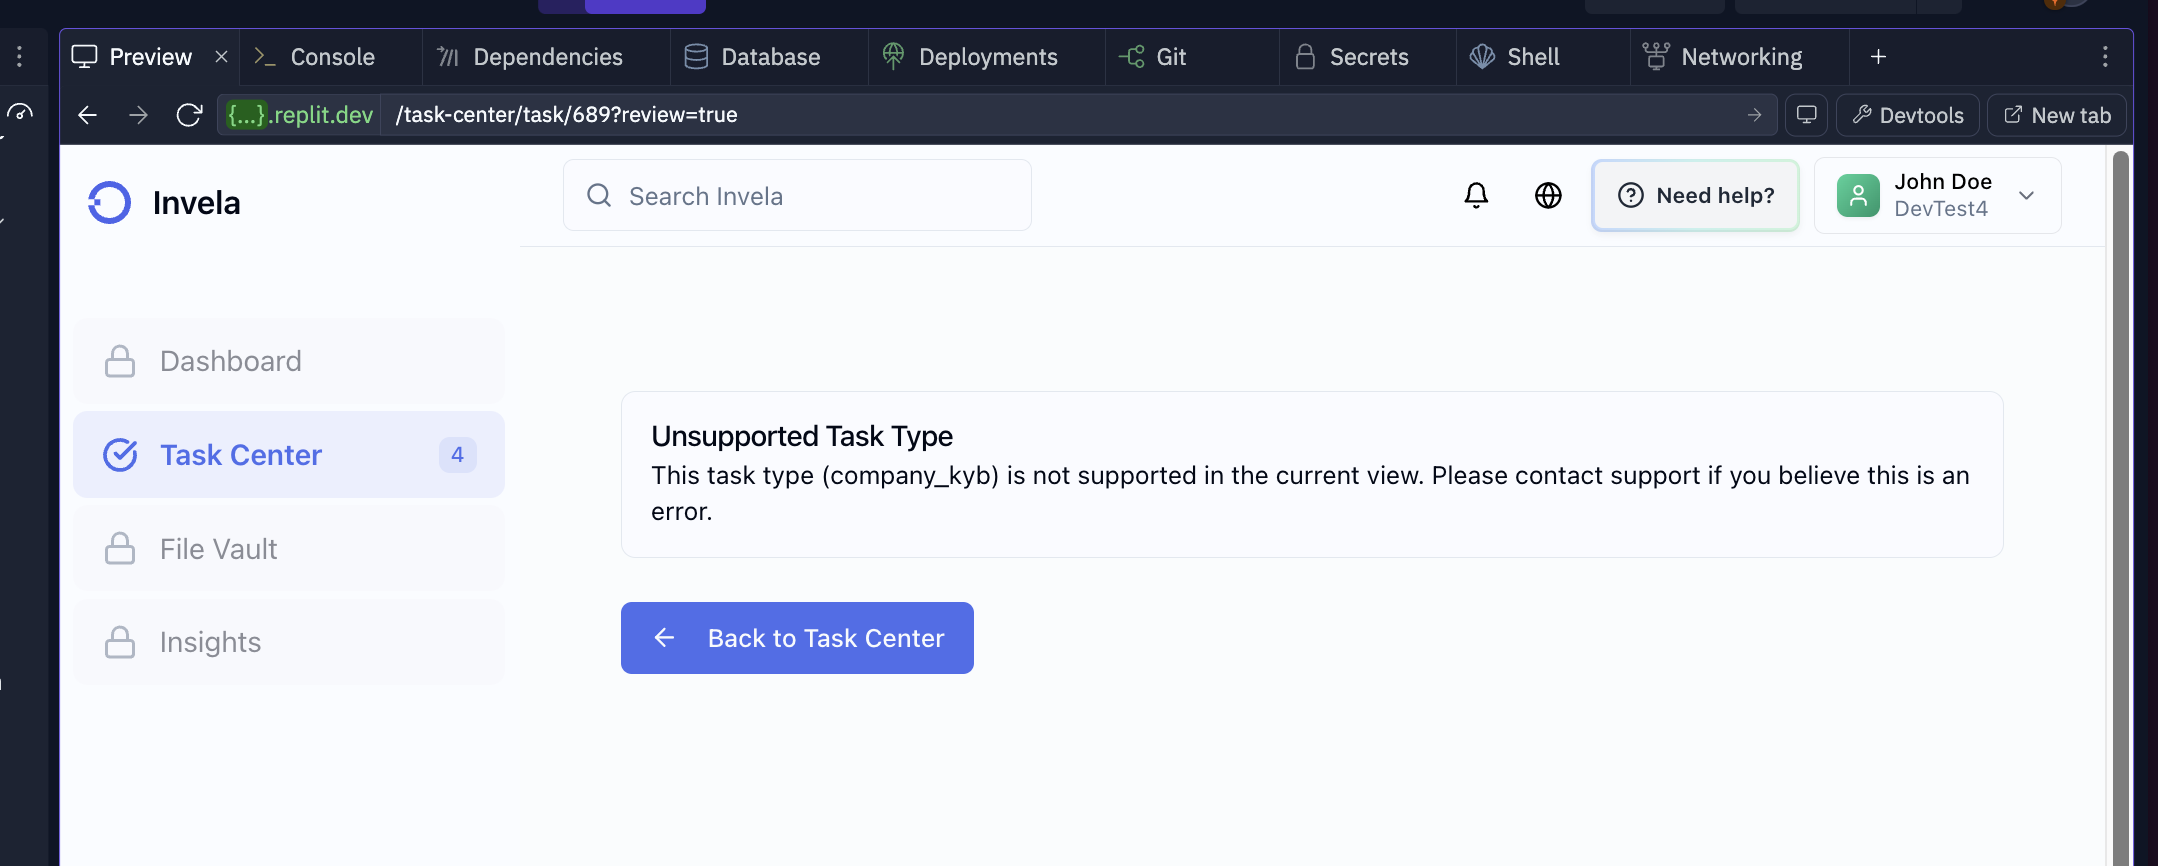 Preview
Console
Dependencies
Database
Deployments
Git
Secrets
Shell
Networking
{...}.replit.dev
/task-center/task/689?review=true
Devtools
New tab
Invela
Search Invela
Need help?
John Doe
DevTest4
Dashboard
Task Center
4
File Vault
Insights
Unsupported Task Type
This task type (company_kyb) is not supported in the current view. Please contact support if you believe this is an
error.
Back to Task Center